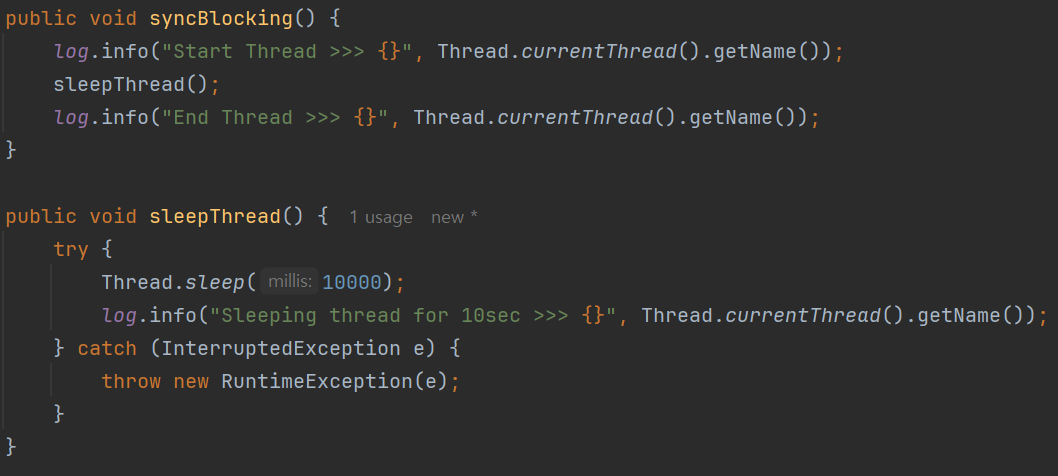 public void syncBlocking() {
    log.info("Start Thread >>> {}", Thread.currentThread().getName());
    sleepThread();
    log.info("End Thread >>> {}", Thread.currentThread().getName());
}

public void sleepThread() {  1 usage  new *
    try {
        Thread.sleep( millis: 10000);
        log.info("Sleeping thread for 10sec >>> {}", Thread.currentThread().getName());
    } catch (InterruptedException e) {
        throw new RuntimeException(e);
    }
}